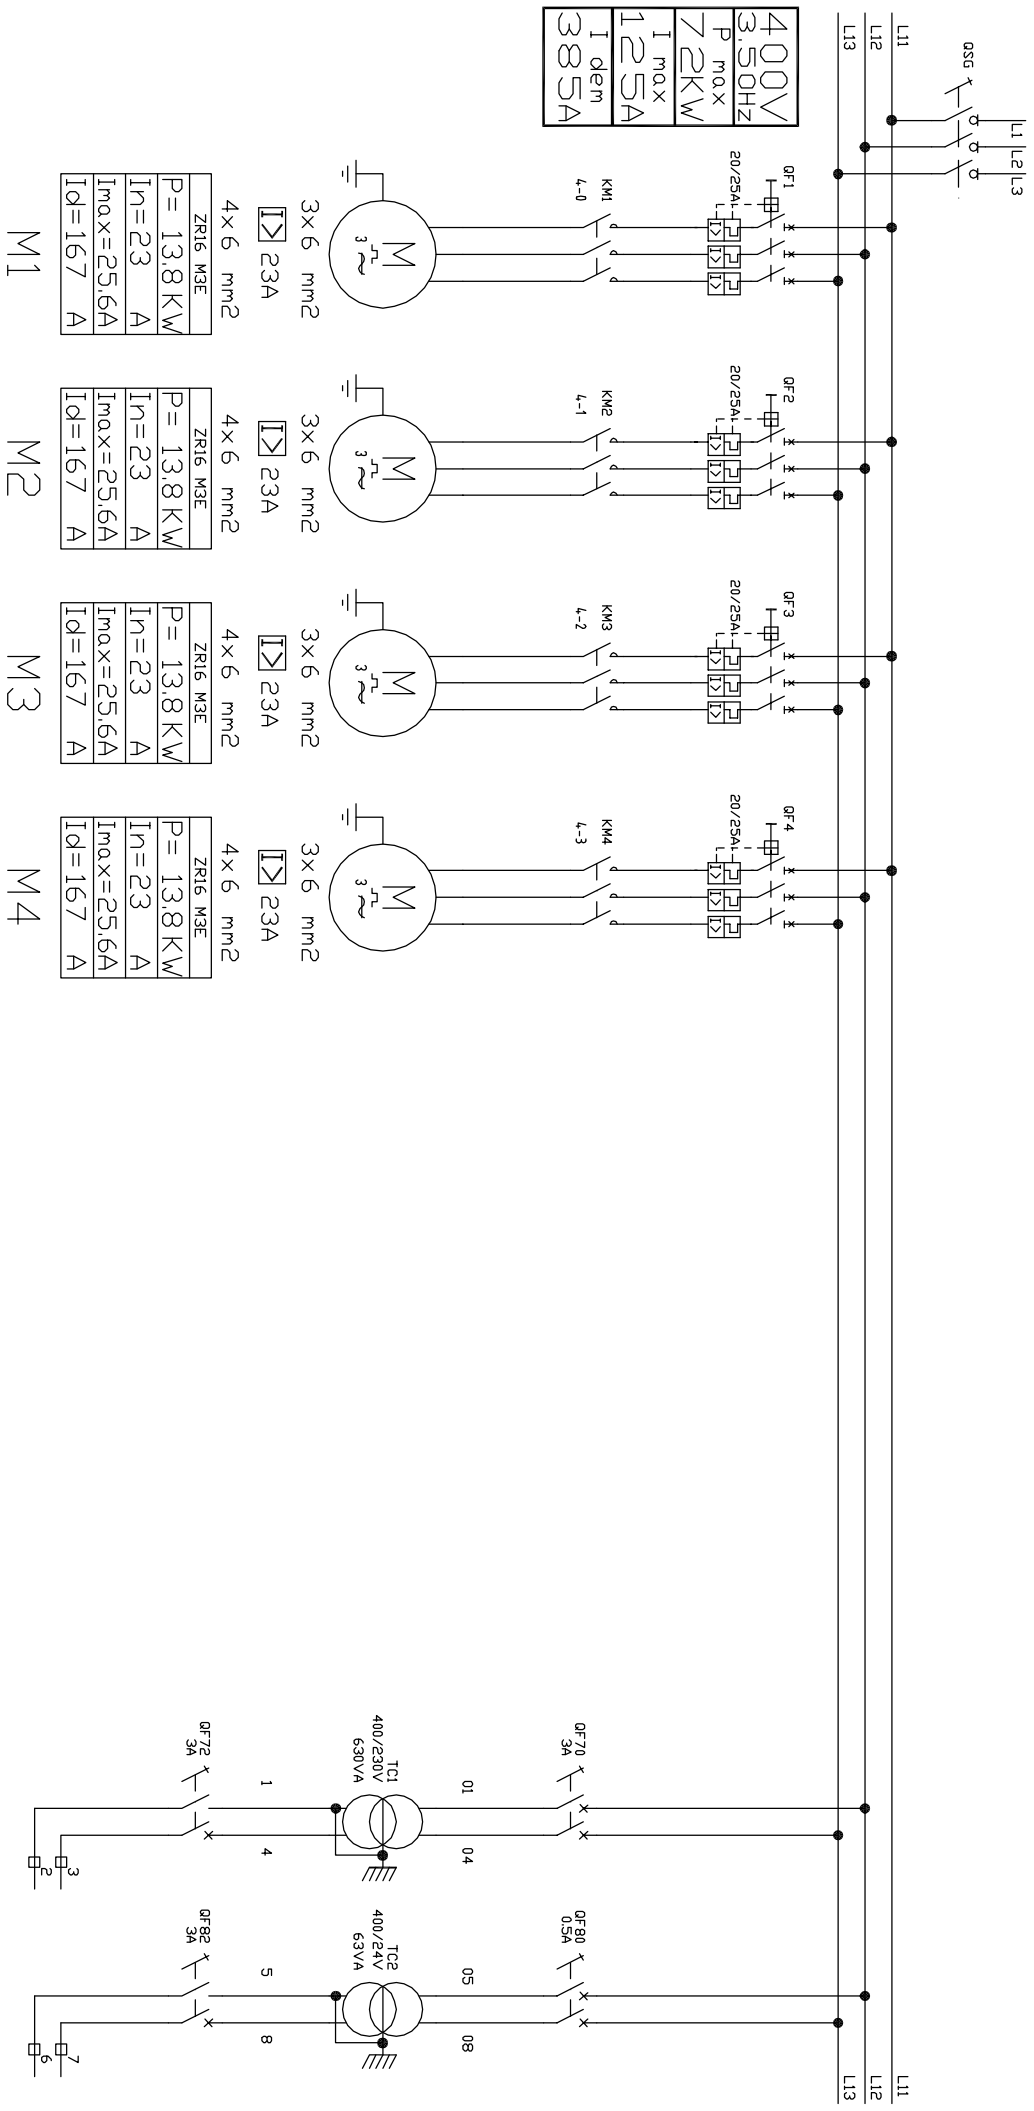 L1
L2
L3
QSG
L11
L12
L13
400V
3,50Hz
P max
72KW
I max
125A
I dem
385A
QF1
20/25A
I>
I>
I>
KM1
4-0
M
3
3x6 mm2
I> 23A
4x6 mm2
ZR16 M3E
P= 13,8 KW
In=23 A
Imax=25,6A
Id=167 A
M1
QF2
20/25A
I>
I>
I>
KM2
4-1
M
3
3x6 mm2
I> 23A
4x6 mm2
ZR16 M3E
P= 13,8 KW
In=23 A
Imax=25,6A
Id=167 A
M2
QF3
20/25A
I>
I>
I>
KM3
4-2
M
3
3x6 mm2
I> 23A
4x6 mm2
ZR16 M3E
P= 13,8 KW
In=23 A
Imax=25,6A
Id=167 A
M3
QF4
20/25A
I>
I>
I>
KM4
4-3
M
3
3x6 mm2
I> 23A
4x6 mm2
ZR16 M3E
P= 13,8 KW
In=23 A
Imax=25,6A
Id=167 A
M4
QF70
3A
01
04
TC1
400/230V
630VA
1
4
QF72
3A
3
2
QF80
0.5A
05
08
TC2
400/24V
63VA
5
8
QF82
3A
7
6
L11
L12
L13